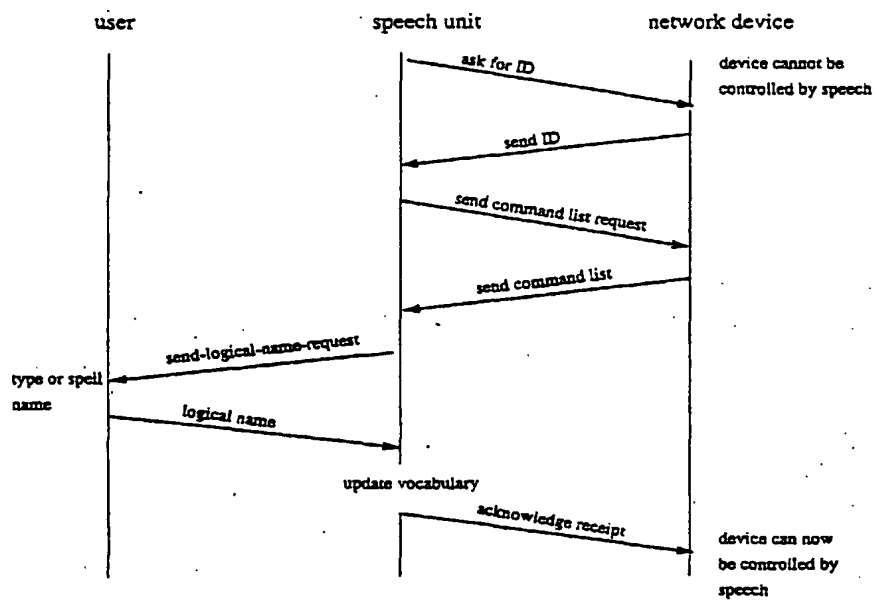 user speech unit network device
ask for ID
device cannot be
controlled by speech
send ID
send command list request
send command list
send-logical-name-request
type or spell
name
logical name
update vocabulary
acknowledge receipt
device can now
be controlled by
speech